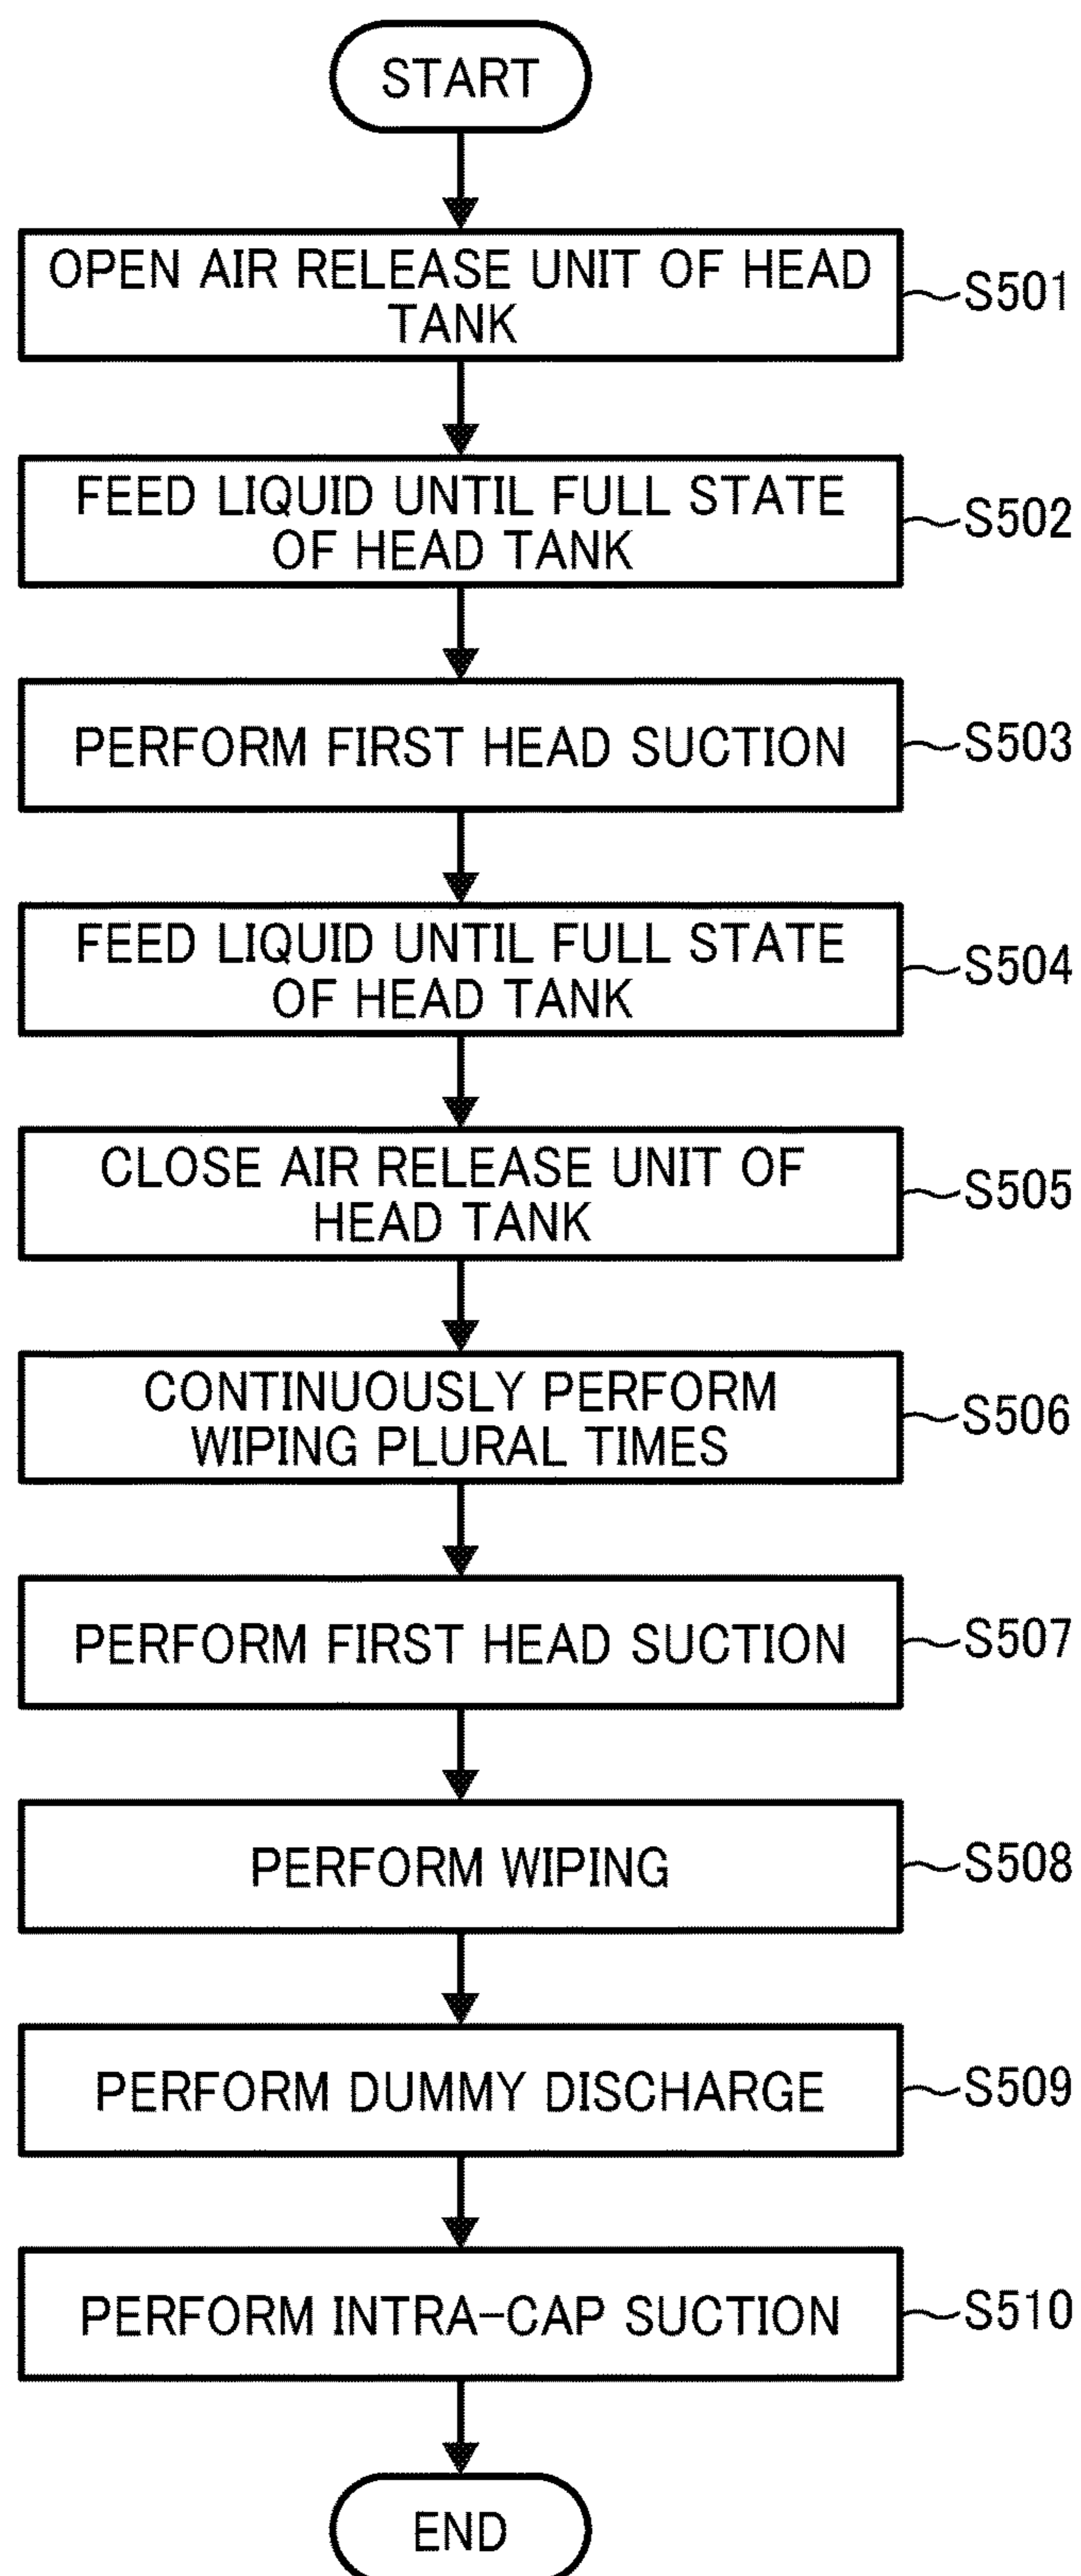 START
OPEN AIR RELEASE UNIT OF HEAD
TANK
S501
FEED LIQUID UNTIL FULL STATE
OF HEAD TANK
S502
PERFORM FIRST HEAD SUCTION
S503
FEED LIQUID UNTIL FULL STATE
OF HEAD TANK
S504
CLOSE AIR RELEASE UNIT OF
HEAD TANK
S505
CONTINUOUSLY PERFORM
WIPING PLURAL TIMES
S506
PERFORM FIRST HEAD SUCTION
S507
PERFORM WIPING
S508
PERFORM DUMMY DISCHARGE
S509
PERFORM INTRA-CAP SUCTION
S510
END